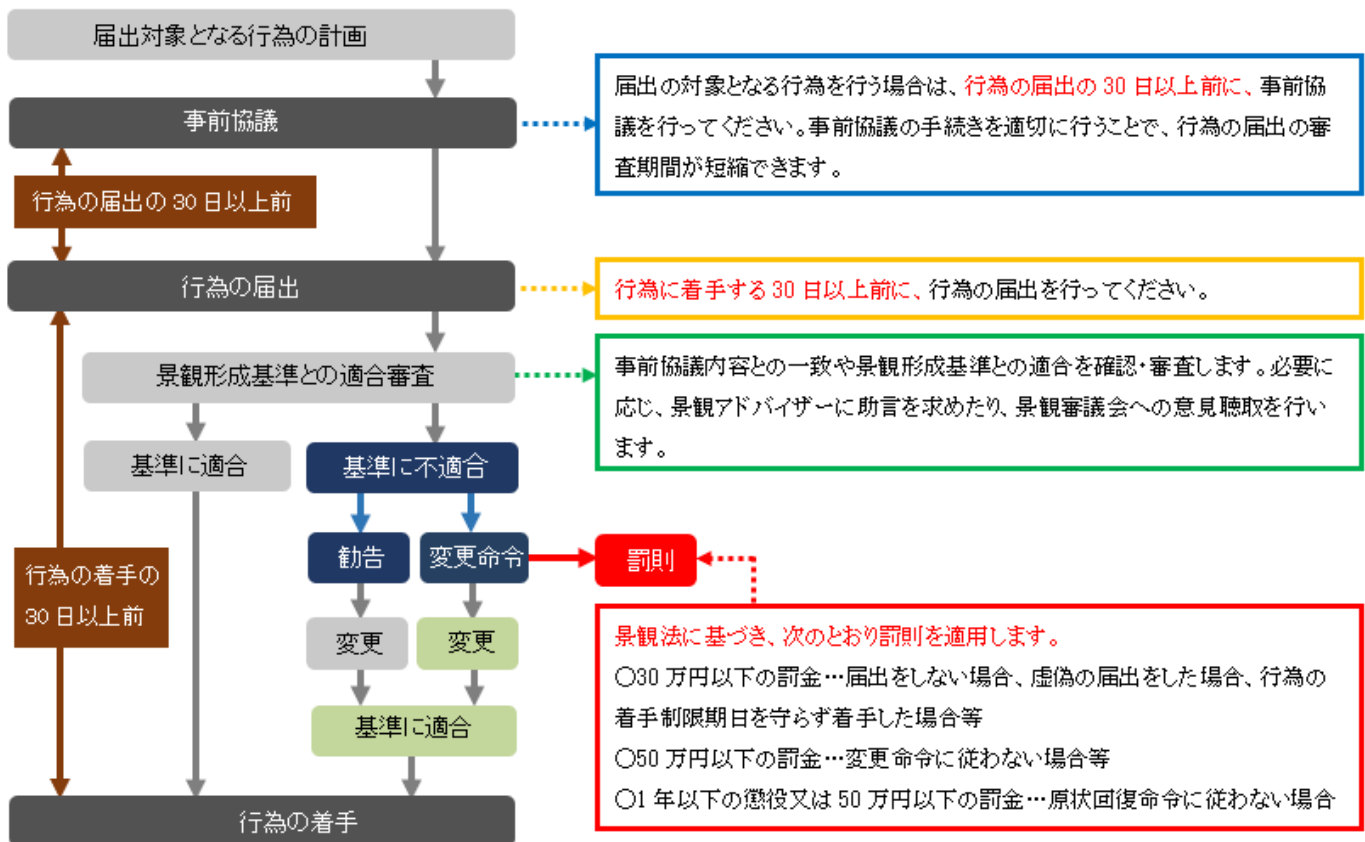 届出対象となる行為の計画
事前協議
届出の対象となる行為を行う場合は、行為の届出の30日以上前に、事前協
議を行ってください。事前協議の手続きを適切に行うことで、行為の届出の審
査期間が短縮できます。
行為の届出の30日以上前
行為の届出
行為に着手する30日以上前に、行為の届出を行ってください。
景観形成基準との適合審査
事前協議内容との一致や景観形成基準との適合を確認・審査します。必要に
応じ、景観アドバイザーに助言を求めたり、景観審議会への意見聴取を行い
ます。
基準に適合
基準に不適合
勧告
変更命令
罰則
行為の着手の
30日以上前
変更
変更
基準に適合
景観法に基づき、次のとおり罰則を適用します。
○30万円以下の罰金…届出をしない場合、虚偽の届出をした場合、行為の
着手制限期日を守らず着手した場合等
○50万円以下の罰金…変更命令に従わない場合等
○1年以下の懲役又は50万円以下の罰金…原状回復命令に従わない場合
行為の着手